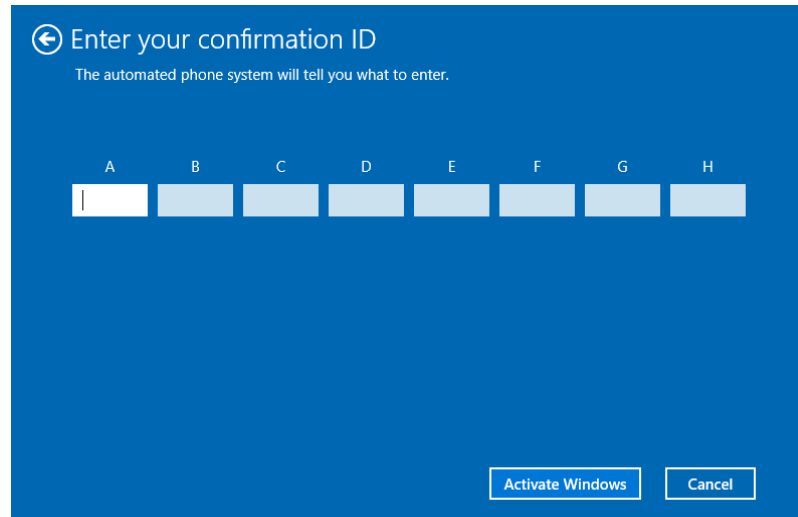 Enter your confirmation ID
The automated phone system will tell you what to enter.
A B C D E F G H
Activate Windows Cancel